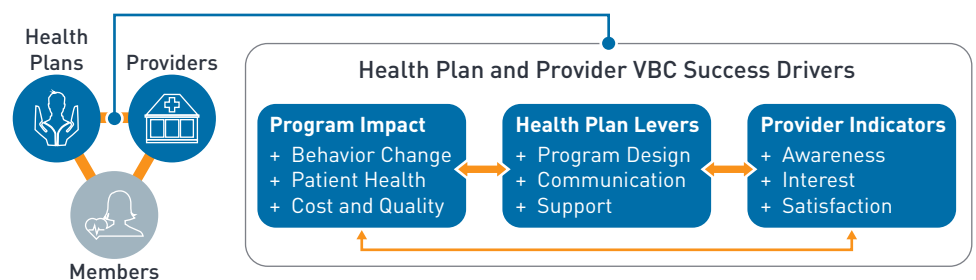 Health
Plans
Providers
Members
Health Plan and Provider VBC Success Drivers
Program Impact
+ Behavior Change
+ Patient Health
+ Cost and Quality
Health Plan Levers
+ Program Design
+ Communication
+ Support
Provider Indicators
+ Awareness
+ Interest
+ Satisfaction